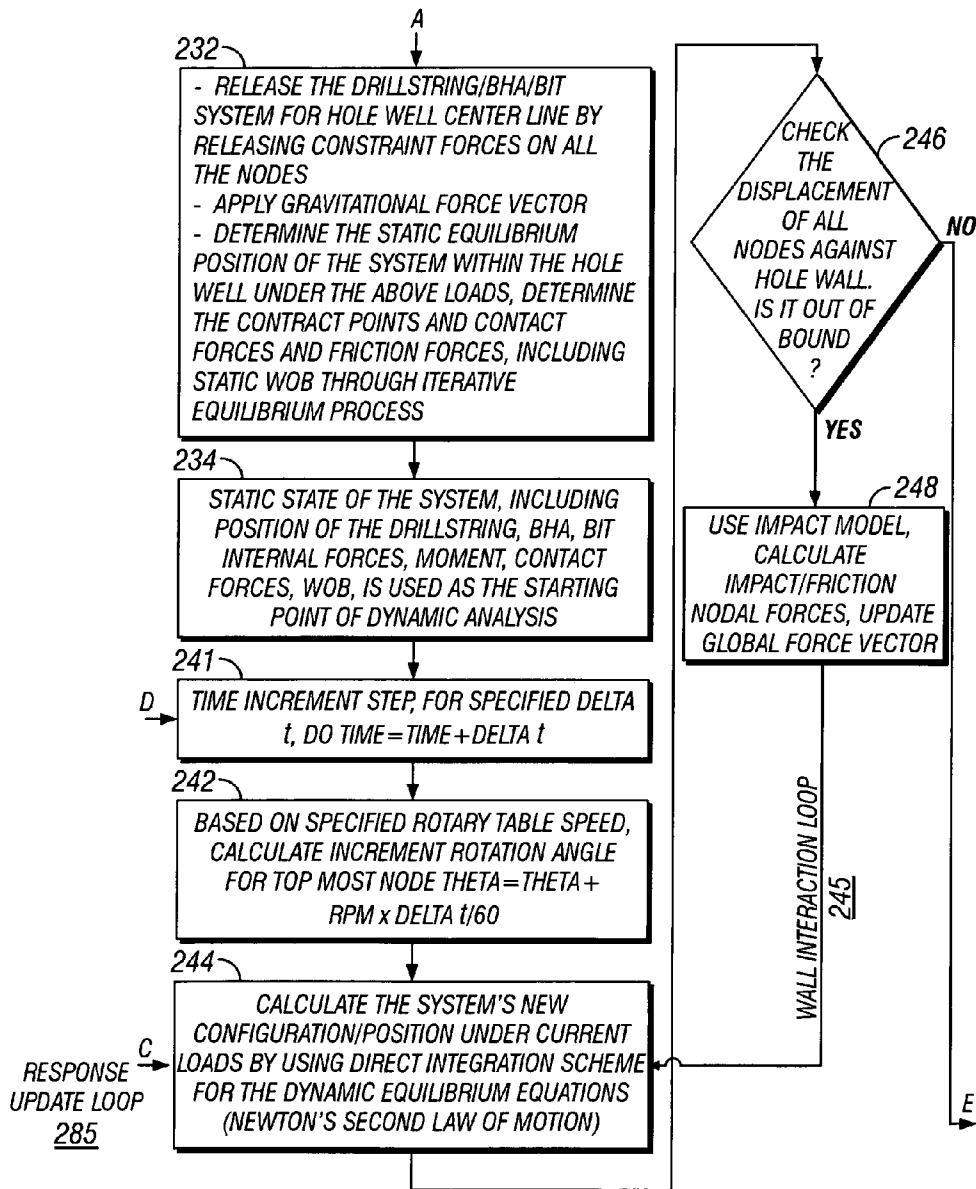 A
232
- RELEASE THE DRILLSTRING/BHA/BIT
SYSTEM FOR HOLE WELL CENTER LINE BY
RELEASING CONSTRAINT FORCES ON ALL
THE NODES
- APPLY GRAVITATIONAL FORCE VECTOR
- DETERMINE THE STATIC EQUILIBRIUM
POSITION OF THE SYSTEM WITHIN THE HOLE
WELL UNDER THE ABOVE LOADS, DETERMINE
THE CONTRACT POINTS AND CONTACT
FORCES AND FRICTION FORCES, INCLUDING
STATIC WOB THROUGH ITERATIVE
EQUILIBRIUM PROCESS
234
STATIC STATE OF THE SYSTEM, INCLUDING
POSITION OF THE DRILLSTRING, BHA, BIT
INTERNAL FORCES, MOMENT, CONTACT
FORCES, WOB, IS USED AS THE STARTING
POINT OF DYNAMIC ANALYSIS
241
D
TIME INCREMENT STEP, FOR SPECIFIED DELTA
t, DO TIME=TIME+DELTA t
242
BASED ON SPECIFIED ROTARY TABLE SPEED,
CALCULATE INCREMENT ROTATION ANGLE
FOR TOP MOST NODE THETA=THETA+
RPM x DELTA t/60
244
C
CALCULATE THE SYSTEM'S NEW
CONFIGURATION/POSITION UNDER CURRENT
LOADS BY USING DIRECT INTEGRATION SCHEME
FOR THE DYNAMIC EQUILIBRIUM EQUATIONS
(NEWTON'S SECOND LAW OF MOTION)
RESPONSE
UPDATE LOOP
285
246
CHECK
THE
DISPLACEMENT
OF ALL
NODES AGAINST
HOLE WALL.
IS IT OUT OF
BOUND
?
NO
YES
248
USE IMPACT MODEL,
CALCULATE
IMPACT/FRICTION
NODAL FORCES, UPDATE
GLOBAL FORCE VECTOR
WALL INTERACTION LOOP
245
E